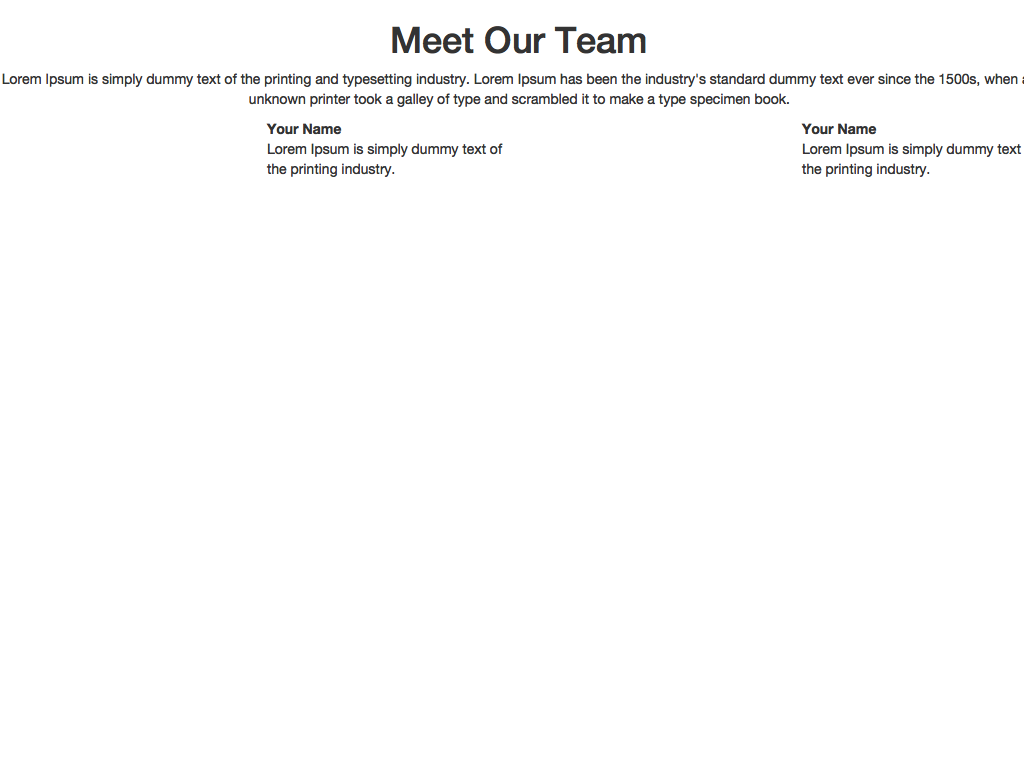 Meet Our Team
Lorem Ipsum is simply dummy text of the printing and typesetting industry. Lorem Ipsum has been the industry's standard dummy text ever since the 1500s, when
unknown printer took a galley of type and scrambled it to make a type specimen book.
Your Name
Lorem Ipsum is simply dummy text of
the printing industry.
Your Name
Lorem Ipsum is simply dummy text
the printing industry.